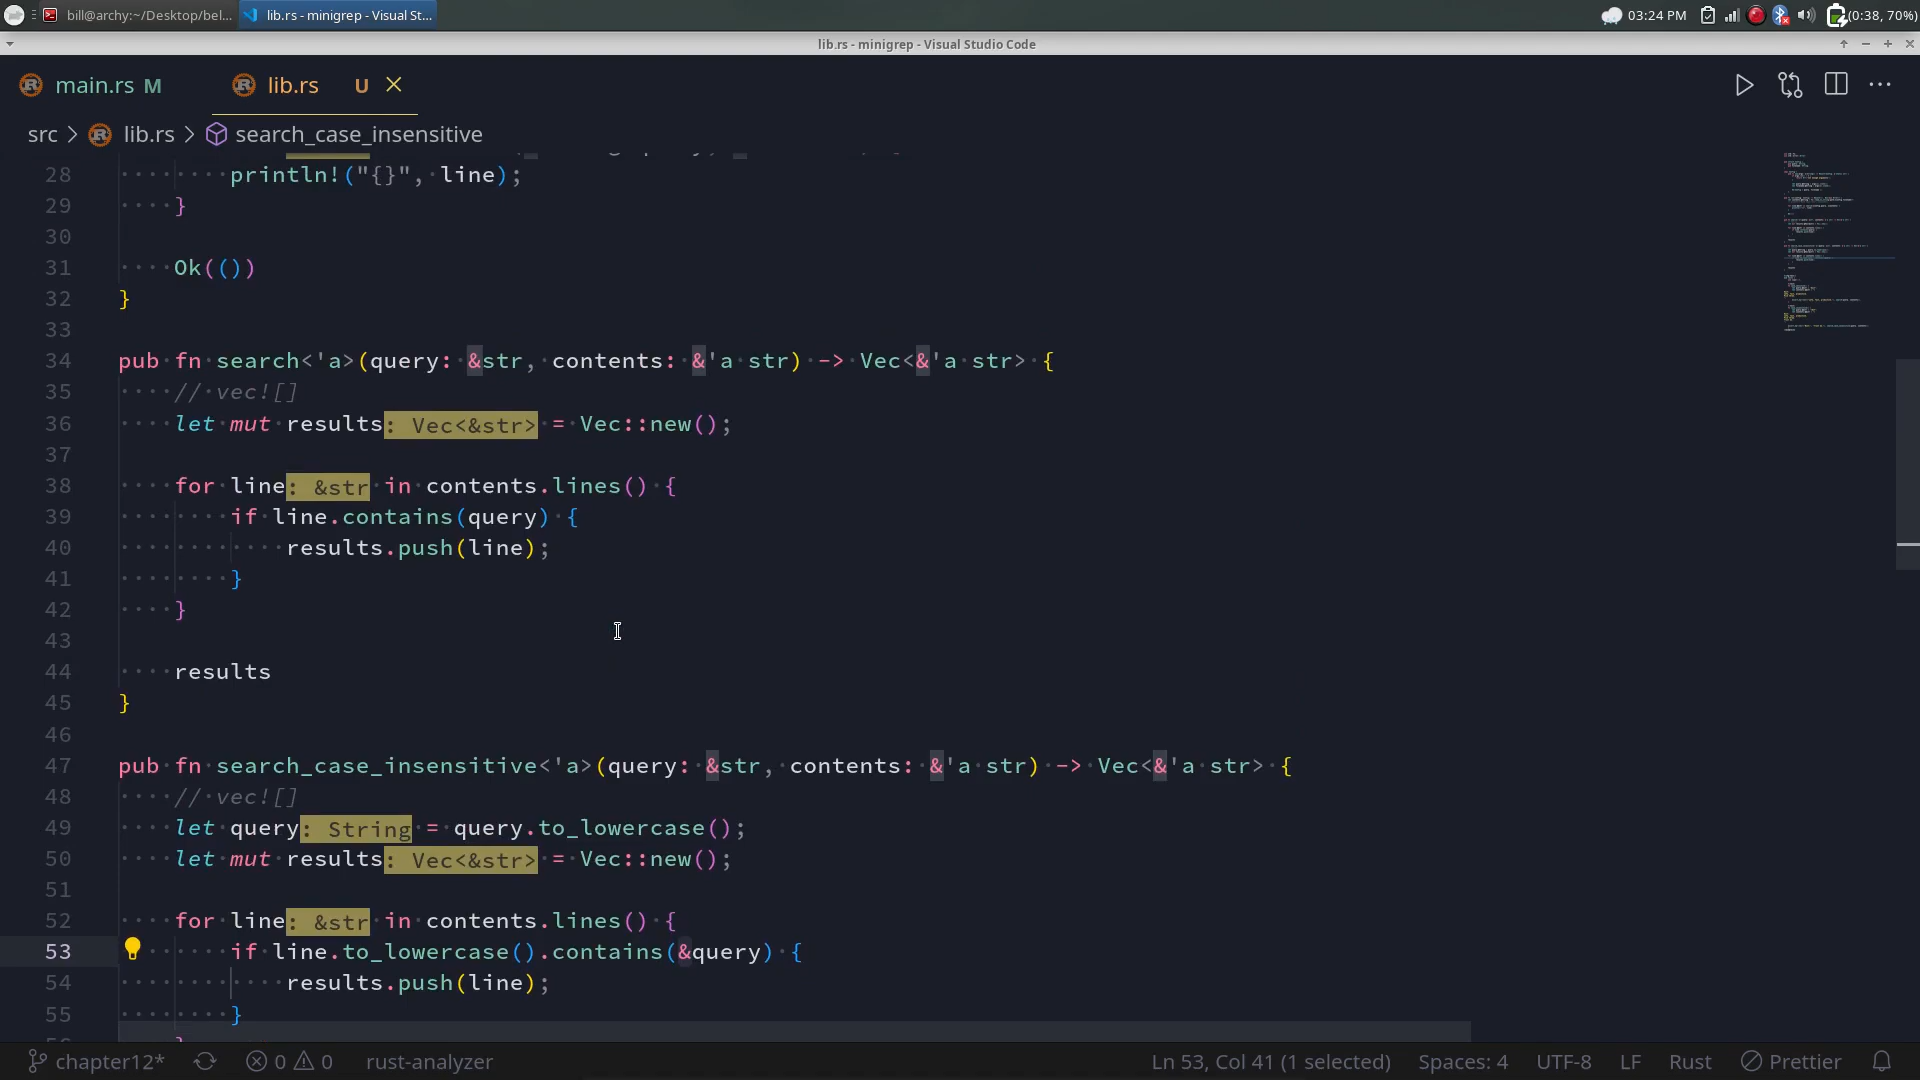 bill@archy:~/Desktop/bel...
lib.rs - minigrep - Visual St...
03:24 PM
(0:38, 70%)
lib.rs - minigrep - Visual Studio Code
main.rs M
lib.rs U
src > lib.rs > search_case_insensitive
28 println!("{}", line);
29 }
30
31 Ok(())
32 }
33
34 pub fn search<'a>(query: &str, contents: &'a str) -> Vec<&'a str> {
35 // vec![]
36 let mut results: Vec<&str> = Vec::new();
37
38 for line: &str in contents.lines() {
39 if line.contains(query) {
40 results.push(line);
41 }
42 }
43
44 results
45 }
46
47 pub fn search_case_insensitive<'a>(query: &str, contents: &'a str) -> Vec<&'a str> {
48 // vec![]
49 let query: String = query.to_lowercase();
50 let mut results: Vec<&str> = Vec::new();
51
52 for line: &str in contents.lines() {
53 if line.to_lowercase().contains(&query) {
54 results.push(line);
55 }
chapter12* 0 0 rust-analyzer Ln 53, Col 41 (1 selected) Spaces: 4 UTF-8 LF Rust Prettier